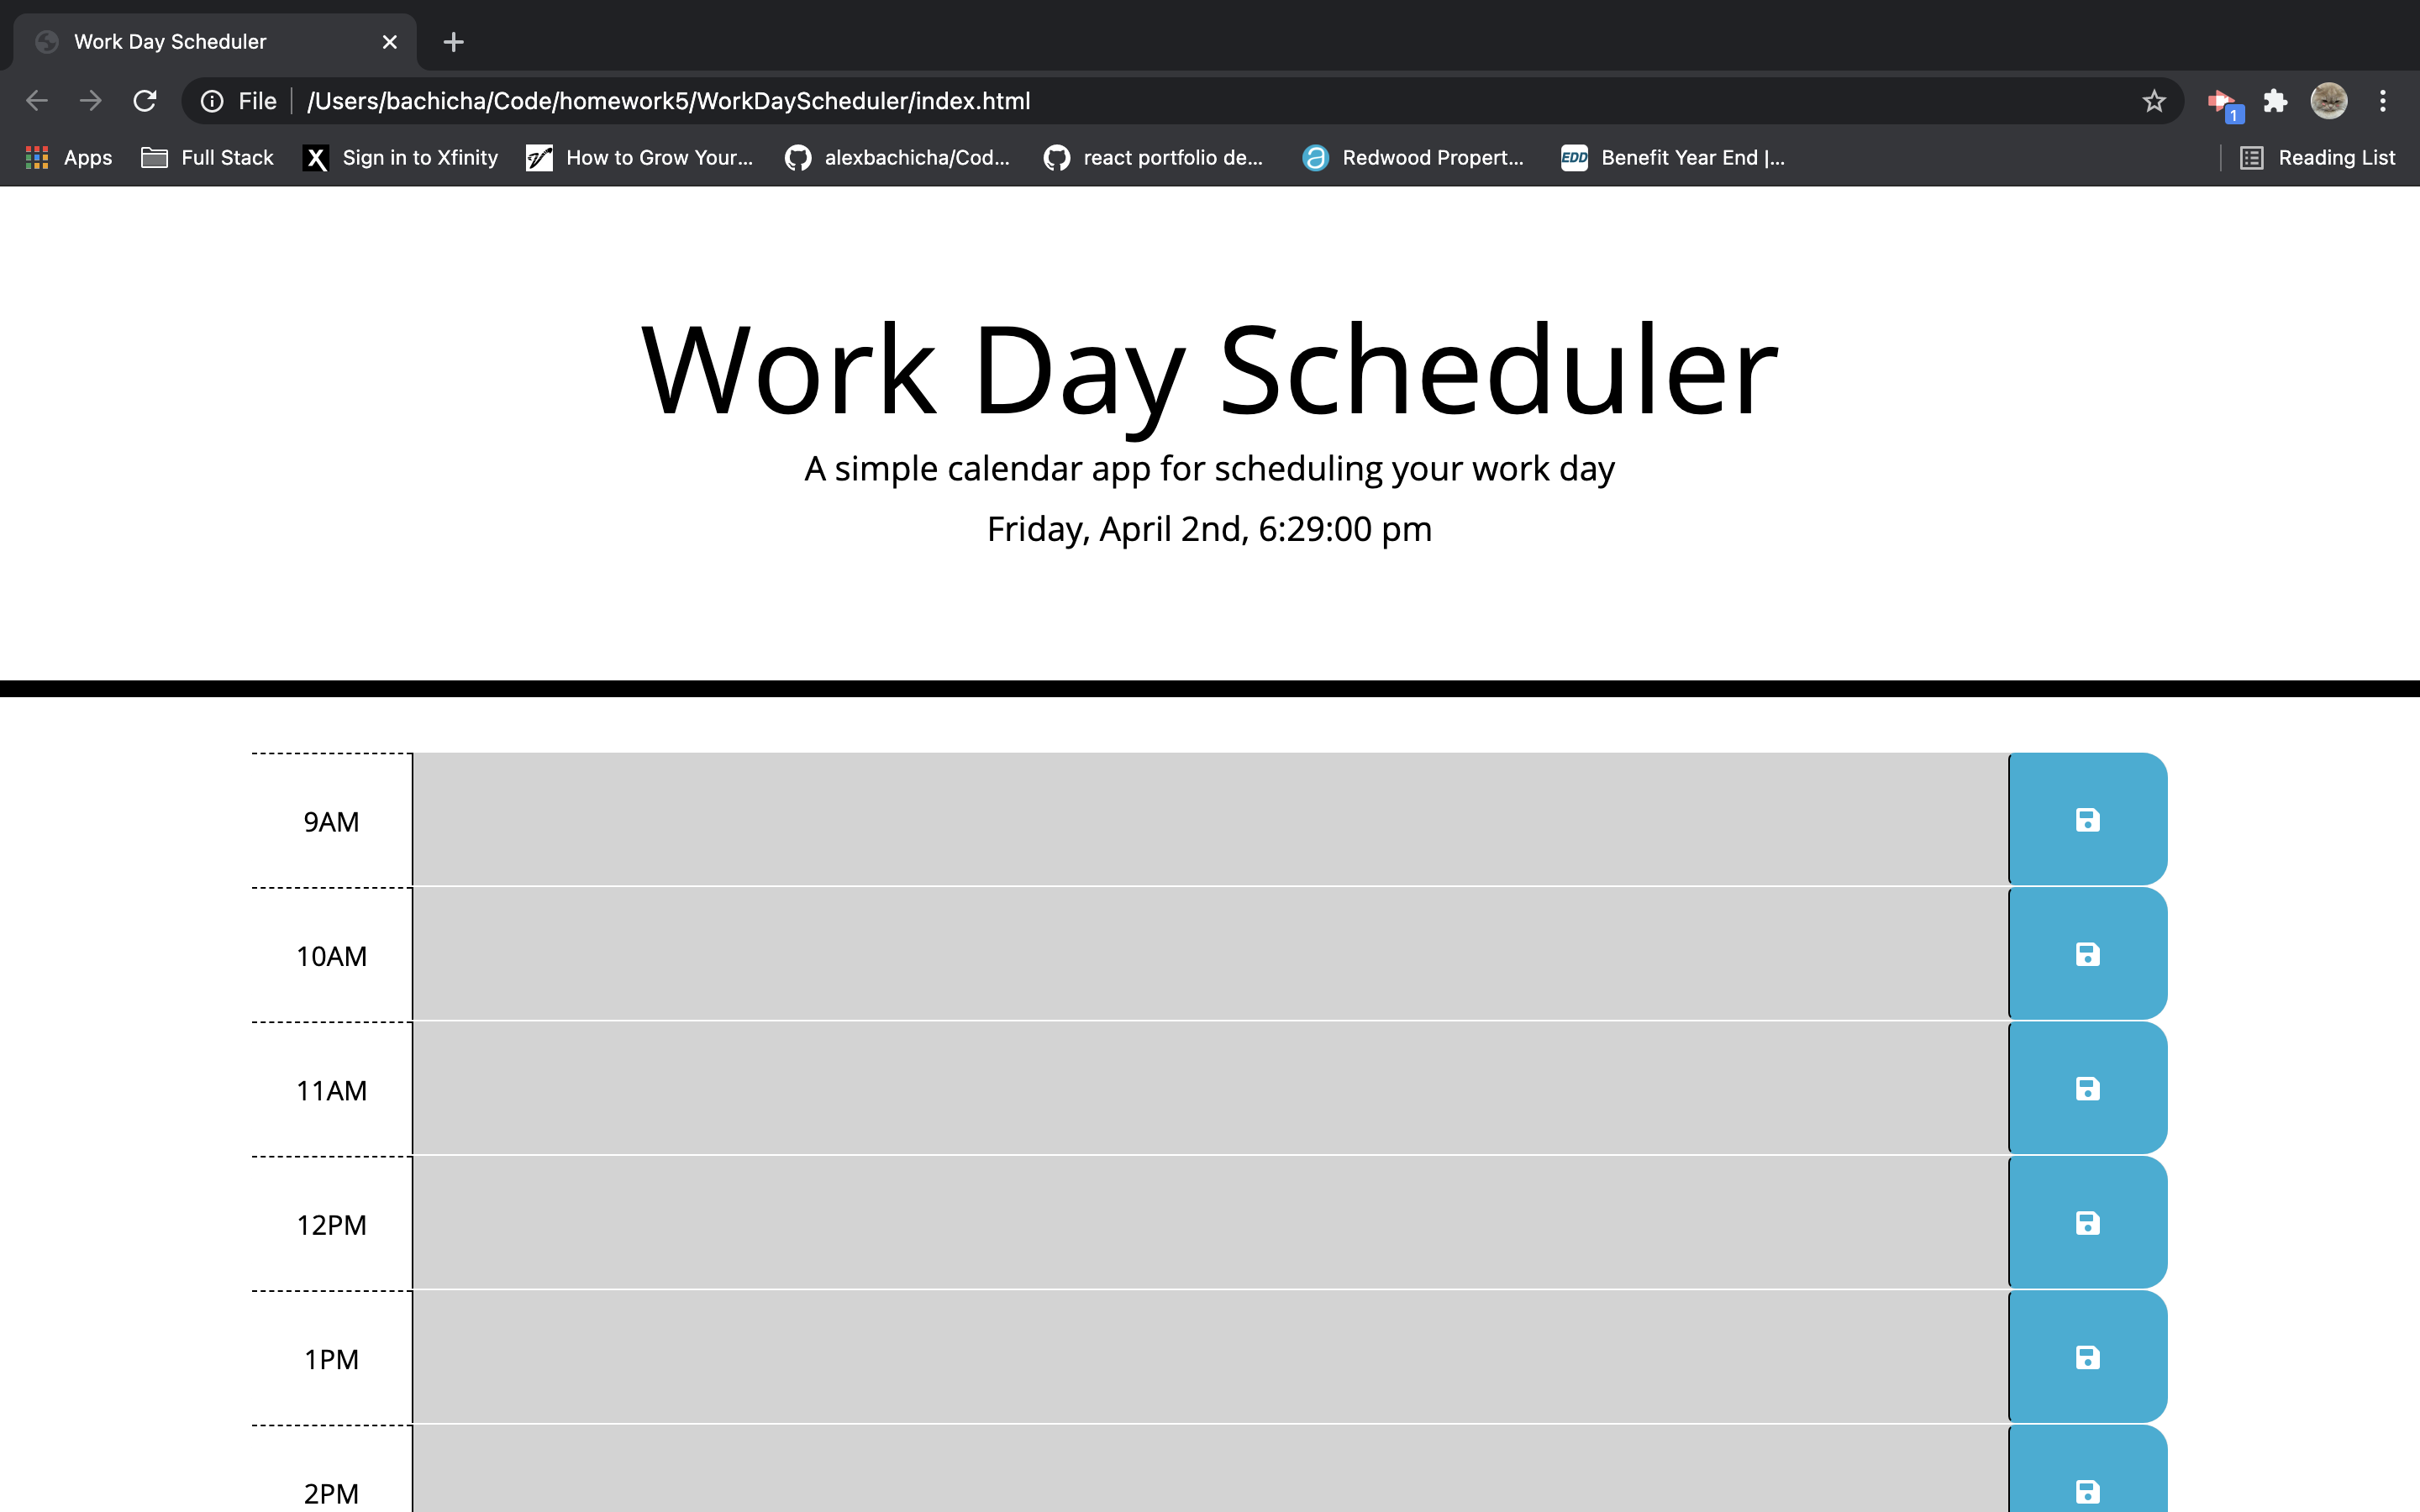 Work Day Scheduler
File /Users/bachicha/Code/homework5/WorkDayScheduler/index.html
1
Apps Full Stack X Sign in to Xfinity How to Grow Your... alexbachicha/Cod... react portfolio de... Redwood Propert... EDD Benefit Year End |... Reading List
Work Day Scheduler
A simple calendar app for scheduling your work day
Friday, April 2nd, 6:29:00 pm
9AM
10AM
11AM
12PM
1PM
2PM